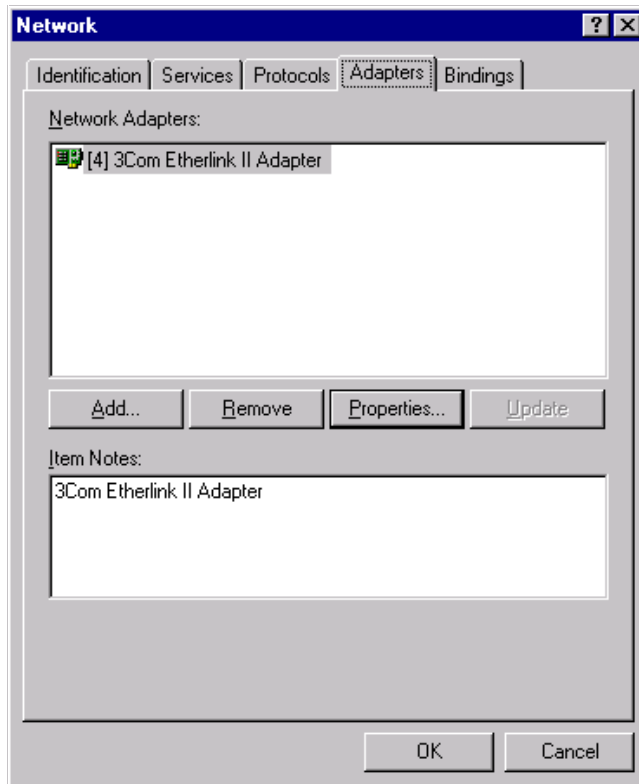 Network
Identification Services Protocols Adapters Bindings
Network Adapters:
[4] 3Com Etherlink II Adapter
Add... Remove Properties... Update
Item Notes:
3Com Etherlink II Adapter
OK Cancel